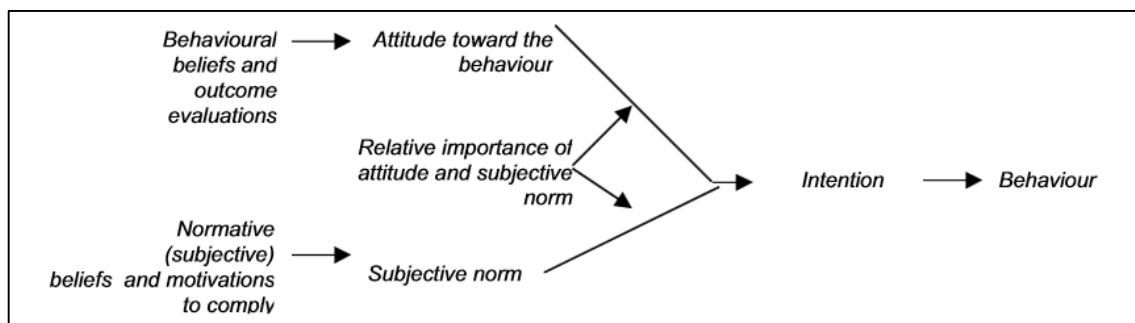 Behavioural
beliefs and
outcome
evaluations
Attitude toward the
behaviour
Relative importance of
attitude and subjective
norm
Normative
(subjective)
beliefs and motivations
to comply
Subjective norm
Intention
Behaviour